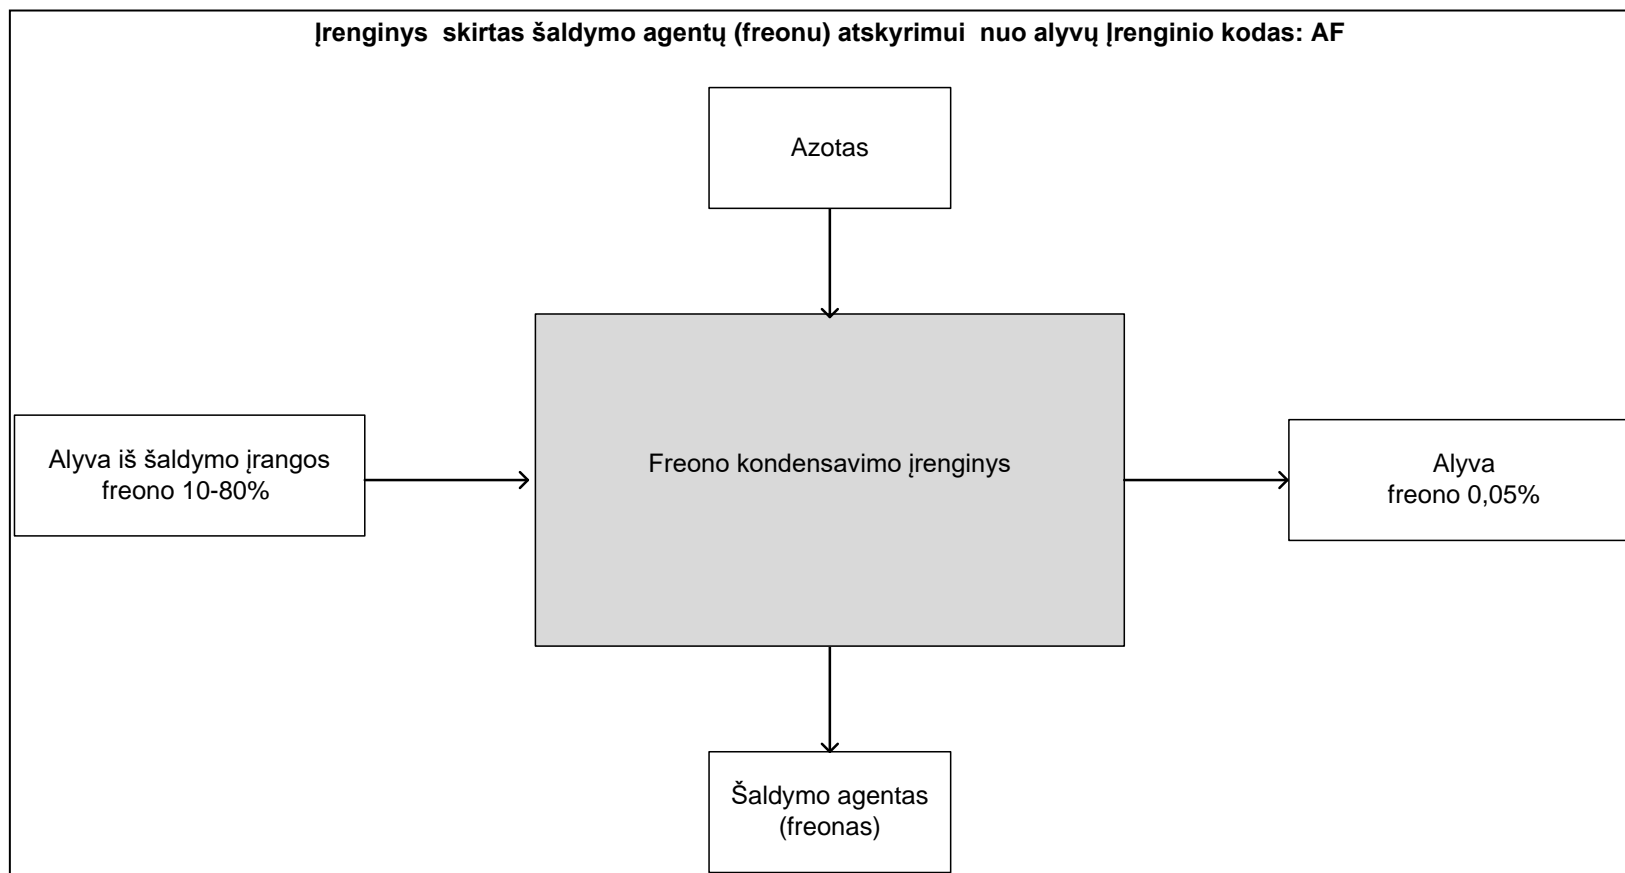 Įrenginys  skirtas šaldymo agentų (freonu) atskyrimui  nuo alyvų Įrenginio kodas: AF
Azotas
Alyva iš šaldymo įrangos
freono 10-80%
Freono kondensavimo įrenginys
Alyva
freono 0,05%
Šaldymo agentas
(freonas)